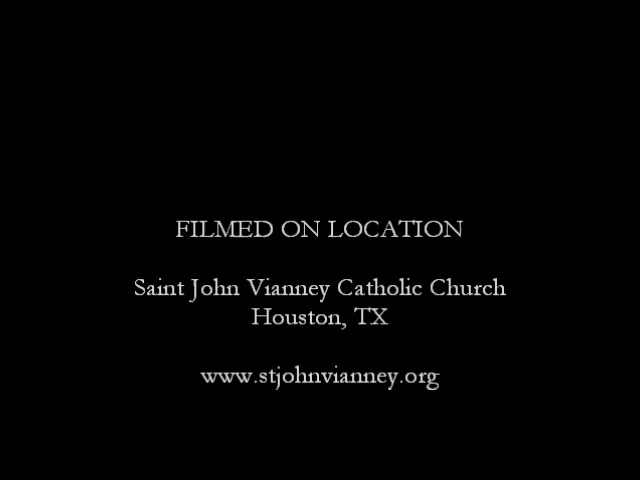 FILMED ON LOCATION
Saint John Vianney Catholic Church
Houston, TX
www.stjohnvianney.org